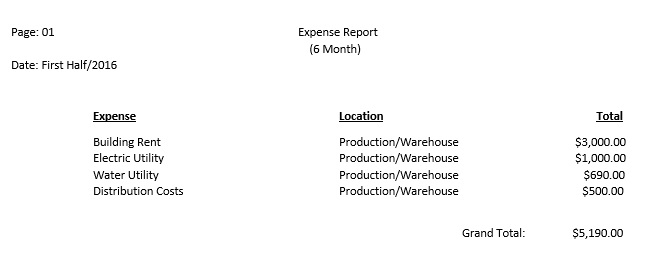 Page: 01
Expense Report
(6 Month)
Date: First Half/2016
Expense Location Total
Building Rent Production/Warehouse $3,000.00
Electric Utility Production/Warehouse $1,000.00
Water Utility Production/Warehouse $690.00
Distribution Costs Production/Warehouse $500.00
Grand Total: $5,190.00